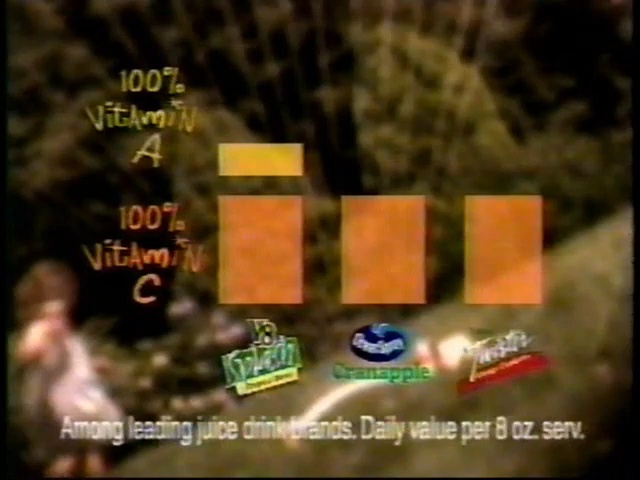 100%
VitAmiN
A
100%
VitAmiN
C
V8
Splash
Cranapple
Among leading juice drink brands. Daily value per 8 oz. serv.